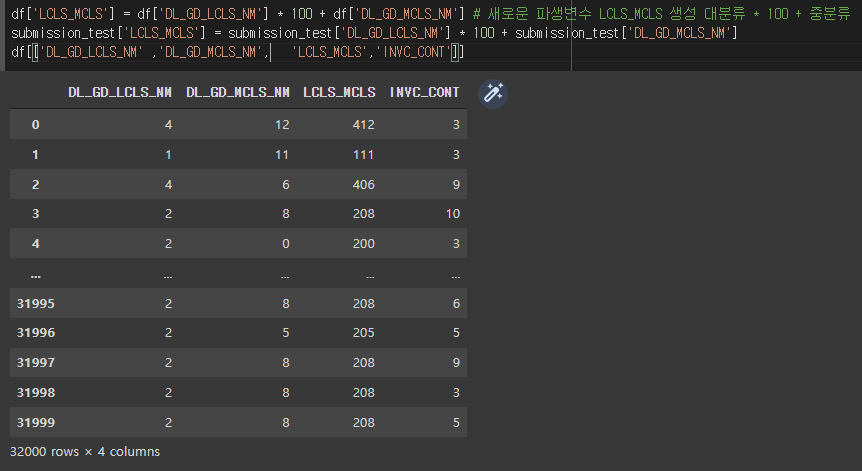 df['LCLS_MCLS'] = df['DL_GD_LCLS_NM'] * 100 + df['DL_GD_MCLS_NM'] # 새로운 파생변수 LCLS_MCLS 생성 대분류 * 100 + 중분류
submission_test['LCLS_MCLS'] = submission_test['DL_GD_LCLS_NM'] * 100 + submission_test['DL_GD_MCLS_NM']
df[['DL_GD_LCLS_NM' ,'DL_GD_MCLS_NM',   'LCLS_MCLS','INVC_CONT']]
DL_GD_LCLS_NM DL_GD_MCLS_NM LCLS_MCLS INVC_CONT
0 4 12 412 3
1 1 11 111 3
2 4 6 406 9
3 2 8 208 10
4 2 0 200 3
... ... ... ... ...
31995 2 8 208 6
31996 2 5 205 5
31997 2 8 208 9
31998 2 8 208 3
31999 2 8 208 5
32000 rows × 4 columns